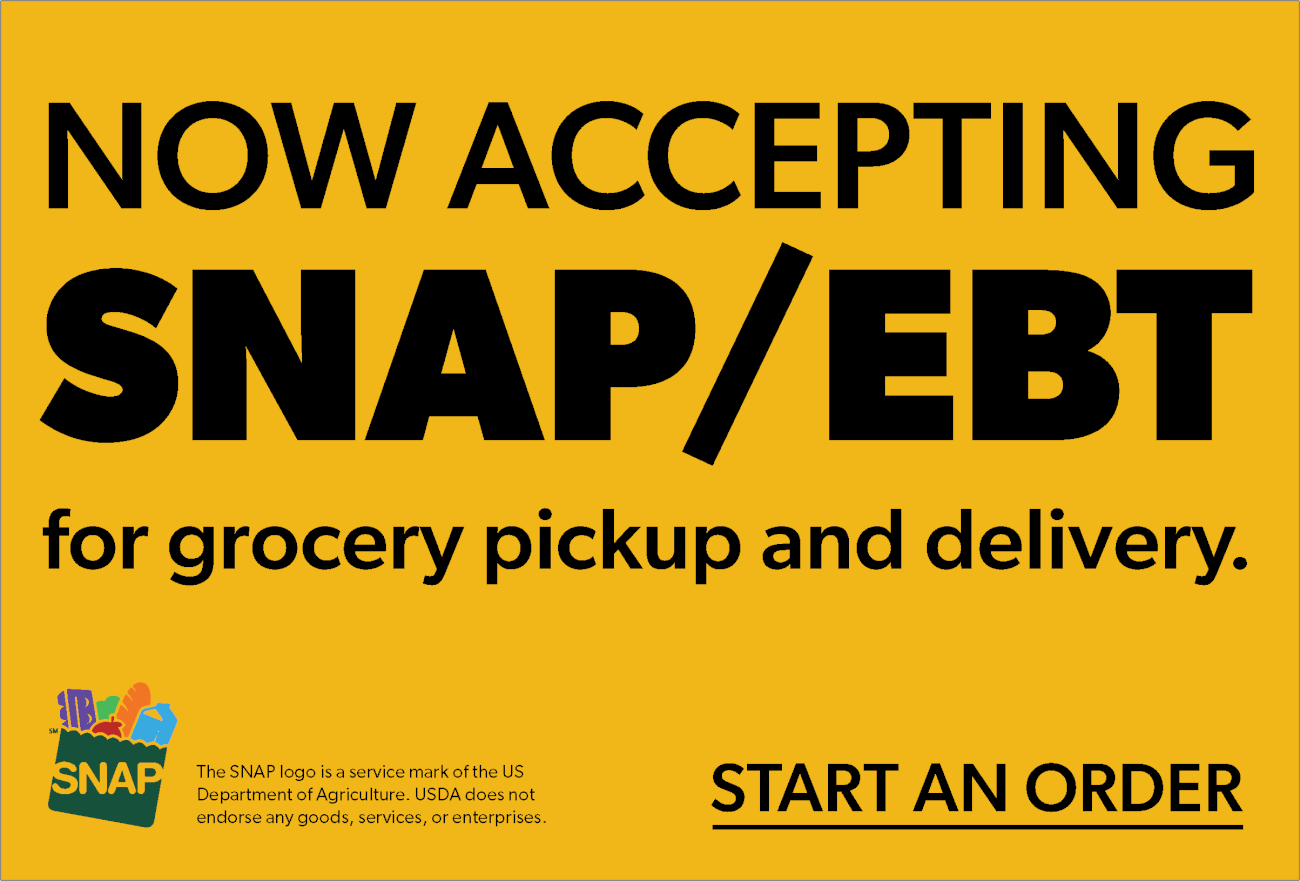 NOW ACCEPTING
SNAP/EBT
for grocery pickup and delivery.
SM
SNAP
The SNAP logo is a service mark of the US
Department of Agriculture. USDA does not
endorse any goods, services, or enterprises.
START AN ORDER